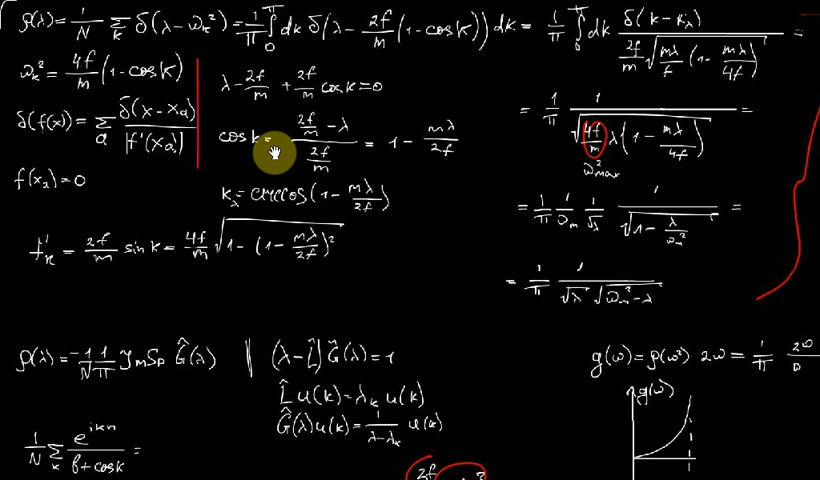 ρ(λ) = 1/N Σ_k δ(λ - ω_k²) = 1/π ∫_0^π dk δ(λ - 2f/m (1 - cos k)) dk = 1/π ∫_0^π dk δ(k - k_λ) / (2f/m √(mλ/f (1 - mλ/4f))) =
ω_k² = 4f/m (1 - cos k)
λ - 2f/m + 2f/m cos k = 0
δ(f(x)) = Σ_a δ(x - x_a) / |f'(x_a)|
= 1/π 1/√(4f/m λ (1 - mλ/4f)) =
ω²max
cos k = (2f/m - λ) / (2f/m) = 1 - mλ/2f
f(x_a) = 0
k_λ = arccos (1 - mλ/2f)
= 1/π 1/ω_m 1/√λ 1/√(1 - λ/ω_m²) =
f'_k = 2f/m sin k = 4f/m √(1 - (1 - mλ/2f)²)
= 1/π 1/(√λ √(ω_m² - λ))
ρ(λ) = -1/N 1/π Jm Sp Ĝ(λ) || (λ - L̂) Ĝ(λ) = 1
g(ω) = ρ(ω²) 2ω = 1/π 2ω
L̂ u(k) = λ_k u(k)
Ĝ(λ) u(k) = 1/(λ - λ_k) u(k)
g(ω)
1/N Σ_k e^{ikn} / (b + cos k) =
2f